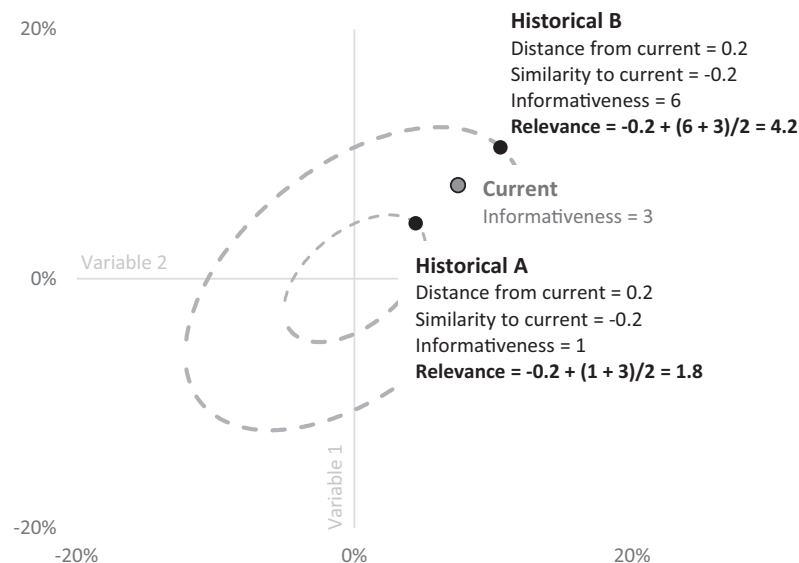 20%
Historical B
Distance from current = 0.2
Similarity to current = -0.2
Informativeness = 6
Relevance = -0.2 + (6 + 3)/2 = 4.2
Current
Informativeness = 3
0%
Variable 2
Historical A
Distance from current = 0.2
Similarity to current = -0.2
Informativeness = 1
Relevance = -0.2 + (1 + 3)/2 = 1.8
Variable 1
-20%
-20%
0%
20%